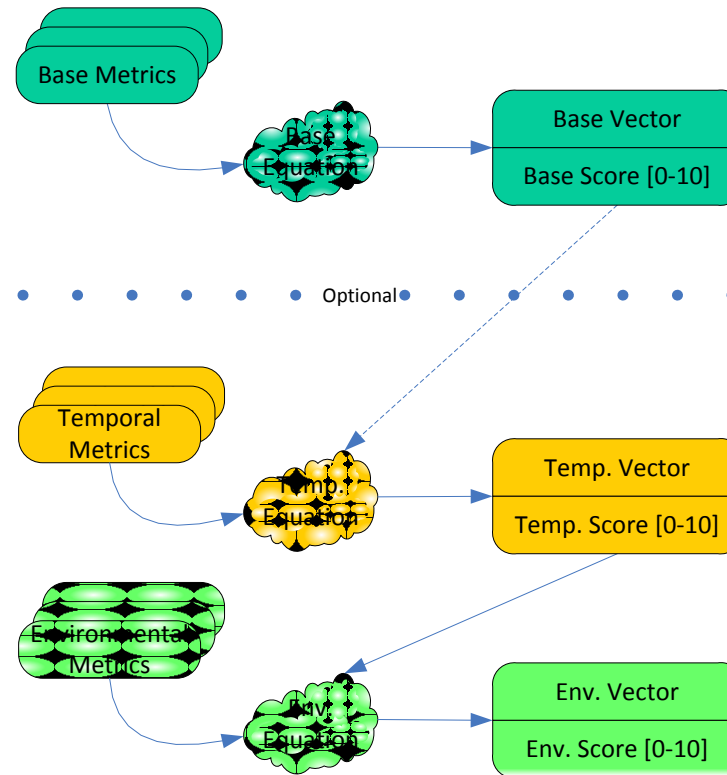 Base Metrics
Base
Equation
Base Vector
Base Score [0-10]
Optional
Temporal
Metrics
Temp.
Equation
Temp. Vector
Temp. Score [0-10]
Environmental
Metrics
Env.
Equation
Env. Vector
Env. Score [0-10]